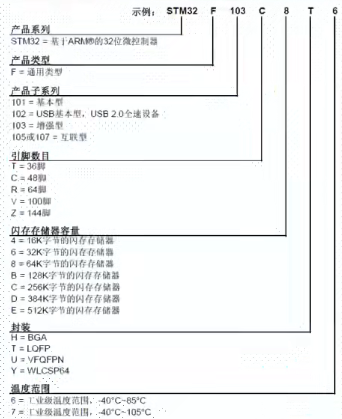 示例: STM32 F 103 C 8 T 6
产品系列
STM32 = 基于ARM®的32位微控制器
产品类型
F = 通用类型
产品子系列
101 = 基本型
102 = USB基本型, USB 2.0全速设备
103 = 增强型
105或107 = 互联型
引脚数目
T = 36脚
C = 48脚
R = 64脚
V = 100脚
Z = 144脚
闪存存储器容量
4 = 16K字节的闪存存储器
6 = 32K字节的闪存存储器
8 = 64K字节的闪存存储器
B = 128K字节的闪存存储器
C = 256K字节的闪存存储器
D = 384K字节的闪存存储器
E = 512K字节的闪存存储器
封装
H = BGA
T = LQFP
U = VFQFPN
Y = WLCSP64
温度范围
6 = 工业级温度范围, -40°C~85°C
7 = 工业级温度范围, -40°C~105°C